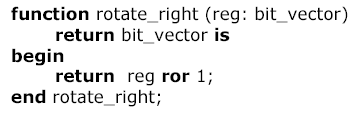 function rotate_right (reg: bit_vector)
return bit_vector is
begin
return  reg ror 1;
end rotate_right;